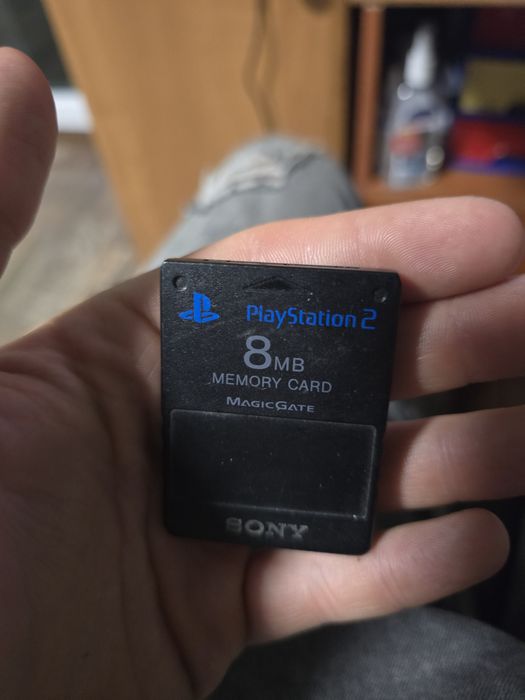 PlayStation 2
8MB
MEMORY CARD
MAGICGATE
SONY